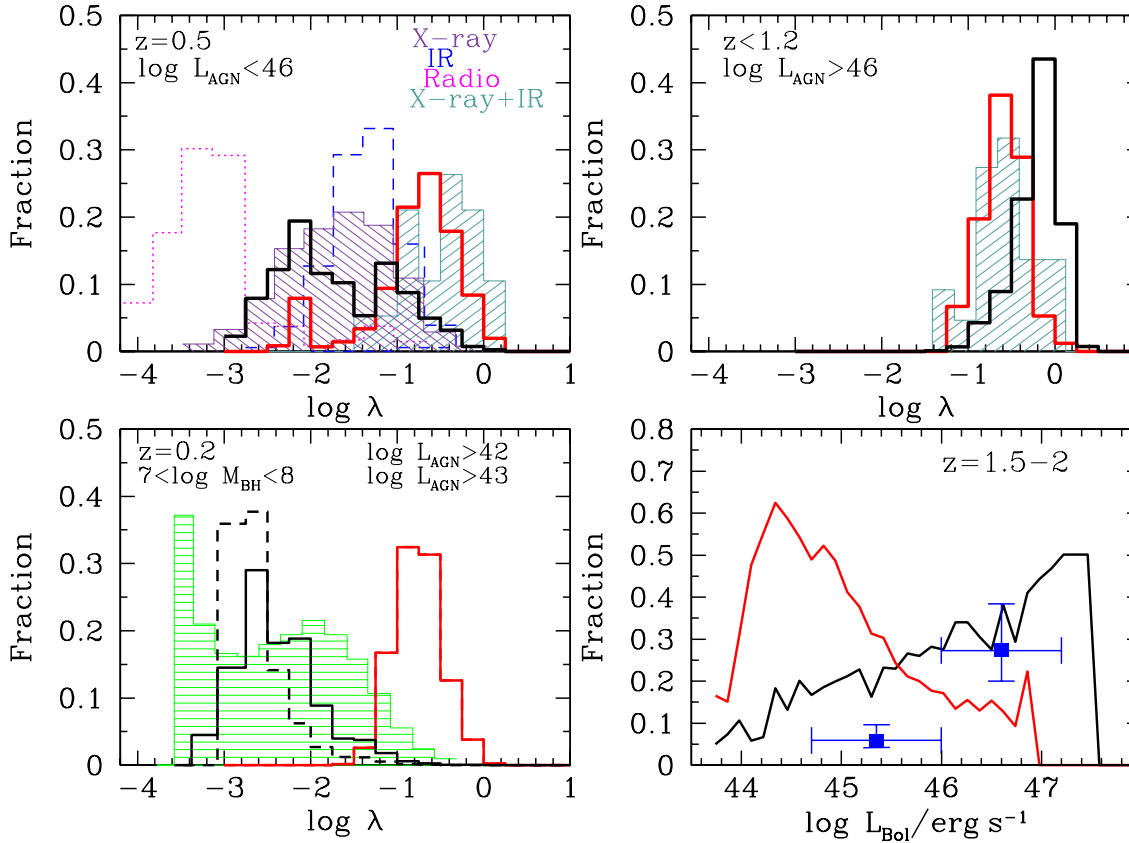 0.5
0.4
0.3
0.2
0.1
0
Fraction
z=0.5
log L_AGN<46
X-ray
IR
Radio
X-ray+IR
-4 -3 -2 -1 0 1
log λ
0.5
0.4
0.3
0.2
0.1
0
Fraction
z<1.2
log L_AGN>46
-4 -3 -2 -1 0
log λ
0.5
0.4
0.3
0.2
0.1
0
Fraction
z=0.2
7<log M_BH<8
log L_AGN>42
log L_AGN>43
-4 -3 -2 -1 0 1
log λ
0.8
0.7
0.6
0.5
0.4
0.3
0.2
0.1
0
Fraction
z=1.5-2
44 45 46 47
log L_Bol/erg s⁻¹